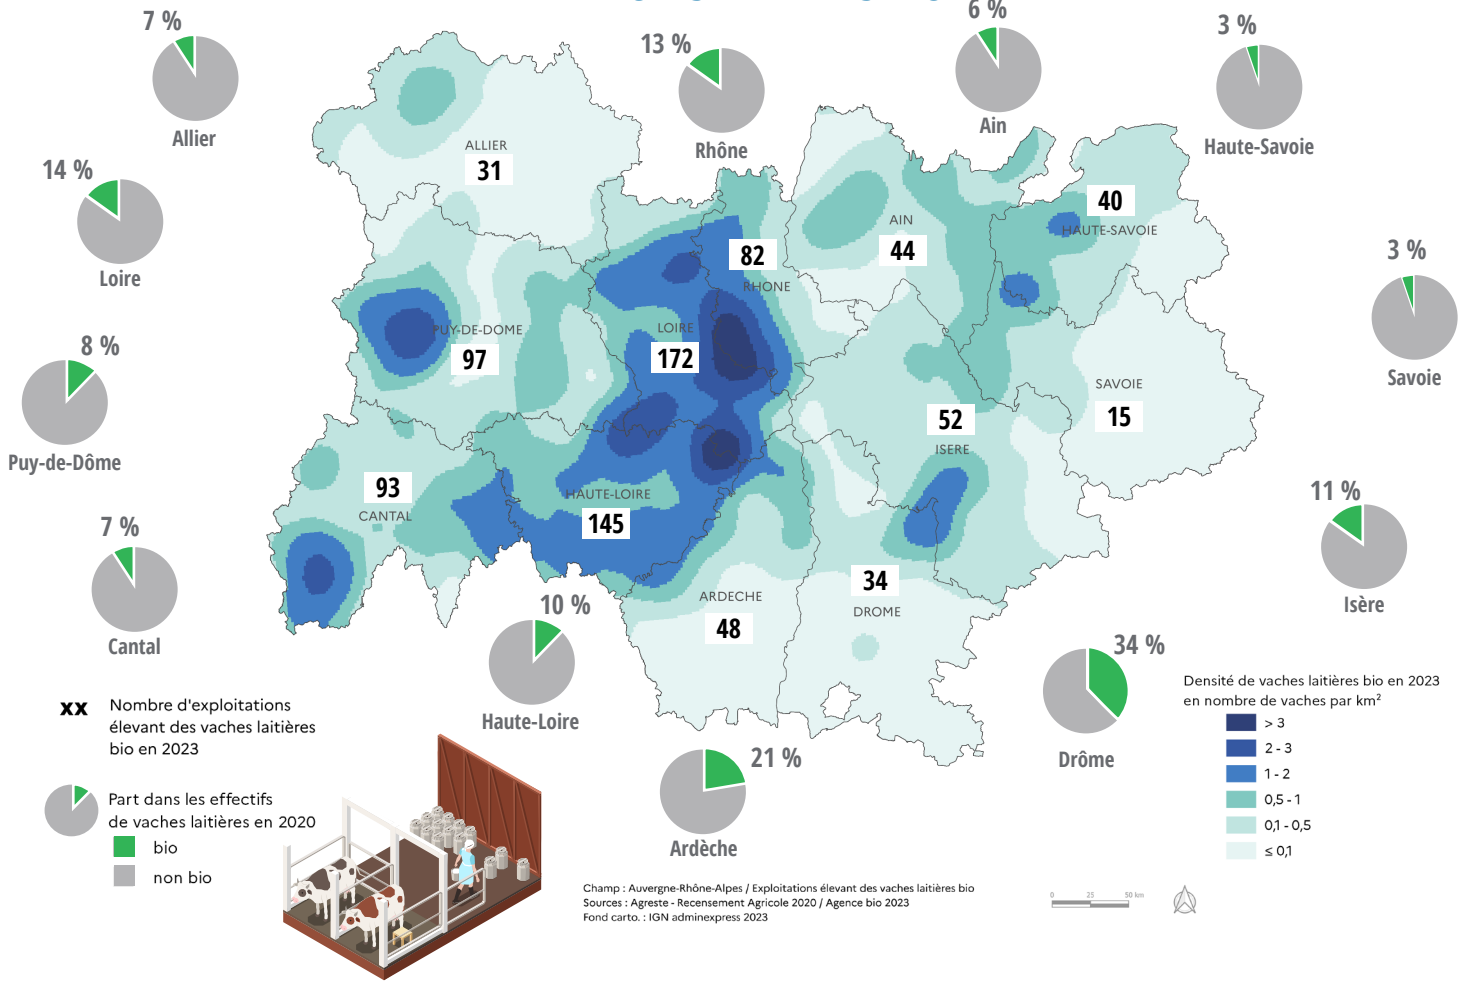 7 %
Allier
13 %
Rhône
6 %
Ain
3 %
Haute-Savoie
14 %
Loire
3 %
Savoie
8 %
Puy-de-Dôme
11 %
Isère
7 %
Cantal
10 %
Haute-Loire
34 %
Drôme
21 %
Ardèche
ALLIER
31
40
HAUTE-SAVOIE
AIN
44
82
RHONE
PUY-DE-DOME
97
LOIRE
172
SAVOIE
15
52
ISERE
93
CANTAL
HAUTE-LOIRE
145
34
DROME
ARDECHE
48
xx Nombre d'exploitations
élevant des vaches laitières
bio en 2023
Part dans les effectifs
de vaches laitières en 2020
bio
non bio
Densité de vaches laitières bio en 2023
en nombre de vaches par km²
> 3
2 - 3
1 - 2
0,5 - 1
0,1 - 0,5
≤ 0,1
Champ : Auvergne-Rhône-Alpes / Exploitations élevant des vaches laitières bio
Sources : Agreste - Recensement Agricole 2020 / Agence bio 2023
Fond carto. : IGN adminexpress 2023
0 25 50 km